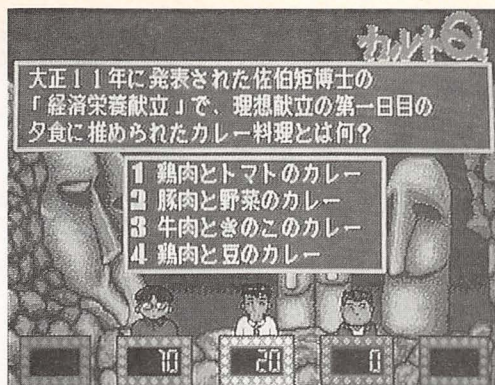 カルトQ
大正11年に発表された佐伯矩博士の
「経済栄養献立」で、理想献立の第一日目の
夕食に推められたカレー料理とは何?
1 鶏肉とトマトのカレー
2 豚肉と野菜のカレー
3 牛肉ときのこのカレー
4 鶏肉と豆のカレー
10 20 0